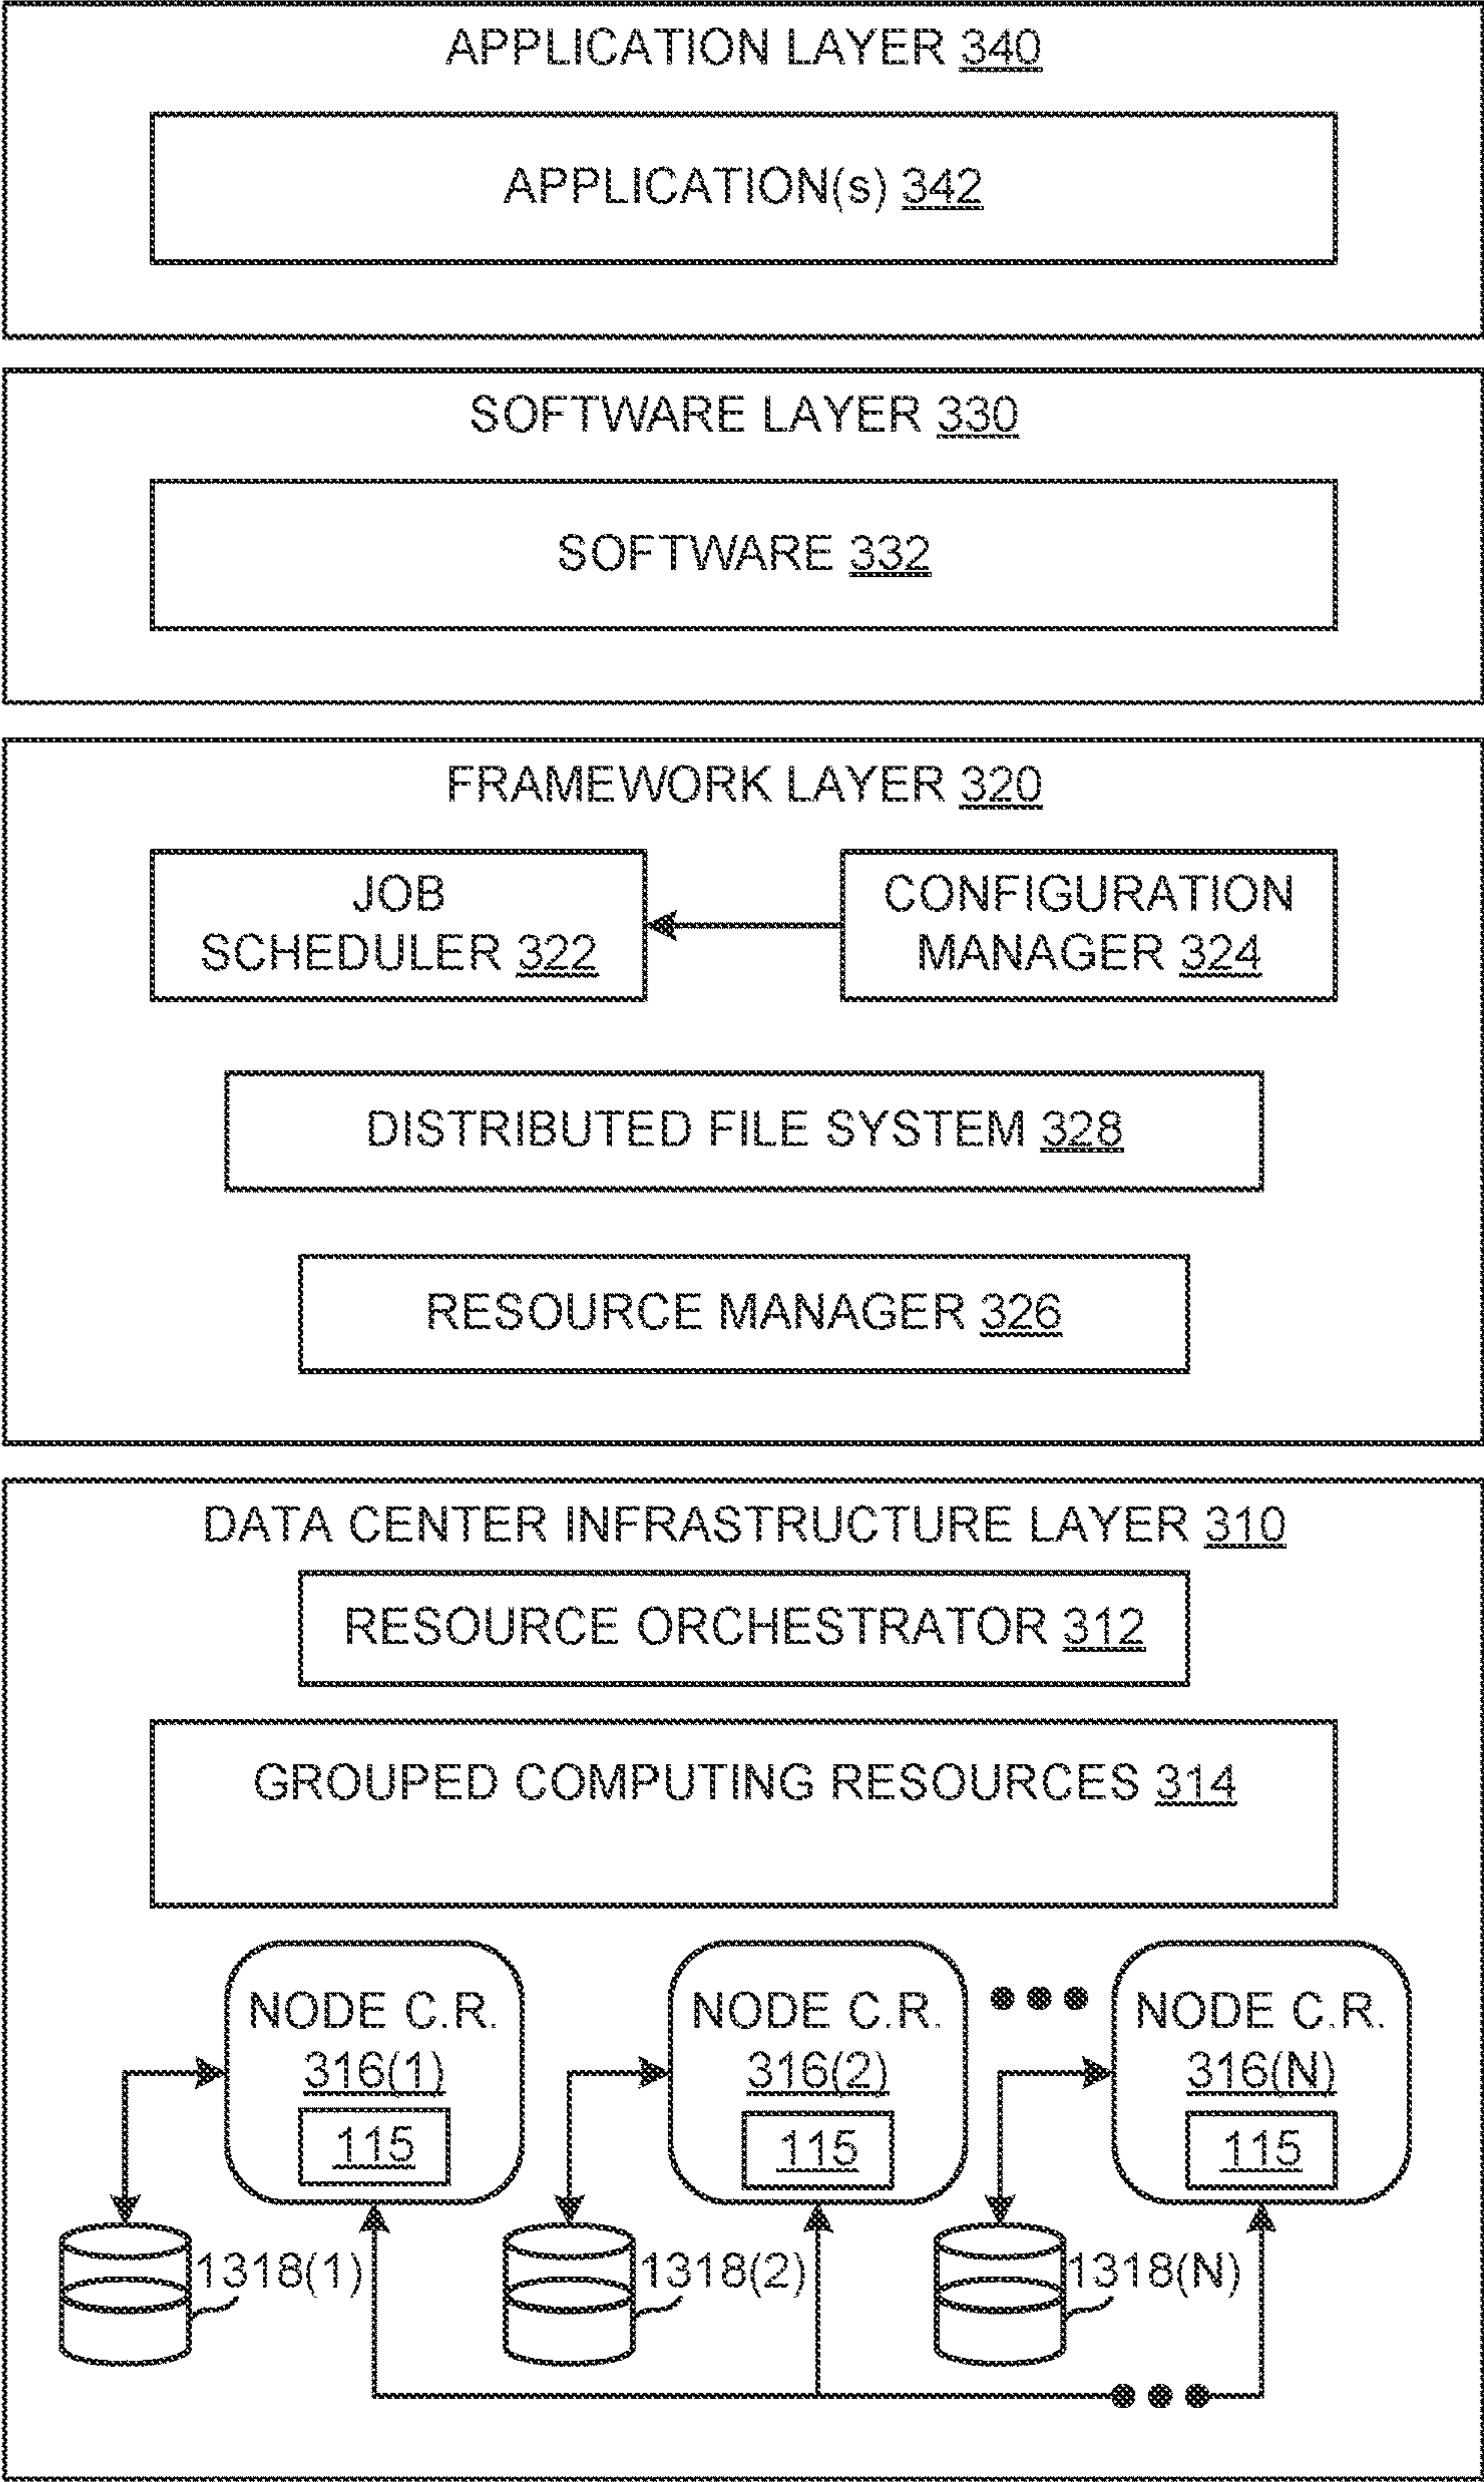 APPLICATION LAYER 340
APPLICATION(s) 342
SOFTWARE LAYER 330
SOFTWARE 332
FRAMEWORK LAYER 320
JOB
SCHEDULER 322
CONFIGURATION
MANAGER 324
DISTRIBUTED FILE SYSTEM 328
RESOURCE MANAGER 326
DATA CENTER INFRASTRUCTURE LAYER 310
RESOURCE ORCHESTRATOR 312
GROUPED COMPUTING RESOURCES 314
NODE C.R.
316(1)
115
NODE C.R.
316(2)
115
NODE C.R.
316(N)
115
1318(1)
1318(2)
1318(N)